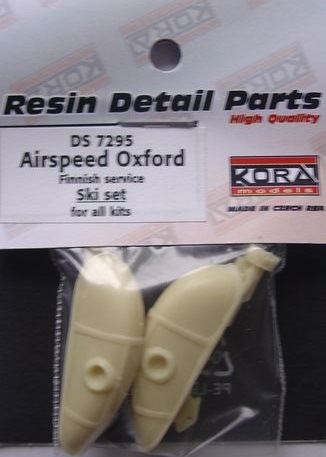 Resin Detail Parts
High Quality
DS 7295
Airspeed Oxford
Finnish service
Ski set
for all kits
KORA
models
MADE IN CZECH REP.